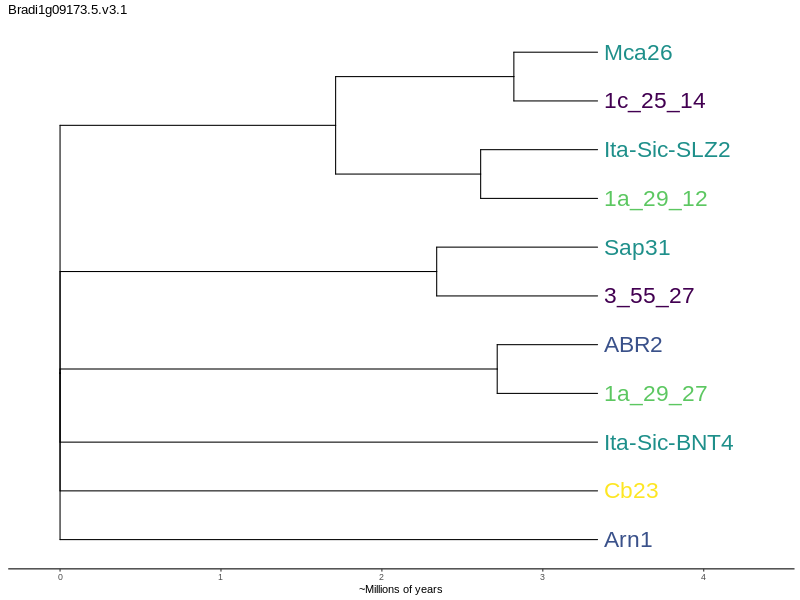 Bradi1g09173.5.v3.1
Mca26
1c_25_14
Ita-Sic-SLZ2
1a_29_12
Sap31
3_55_27
ABR2
1a_29_27
Ita-Sic-BNT4
Cb23
Arn1
0 1 2 3 4
~Millions of years